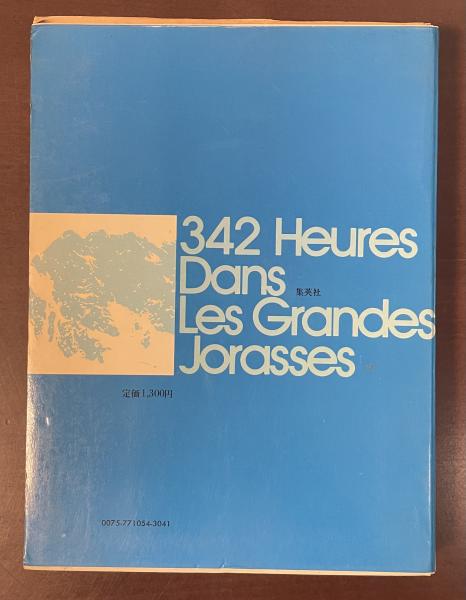 342 Heures
Dans
集英社
Les Grandes
Jorasses
定価1,300円
0075-771054-3041